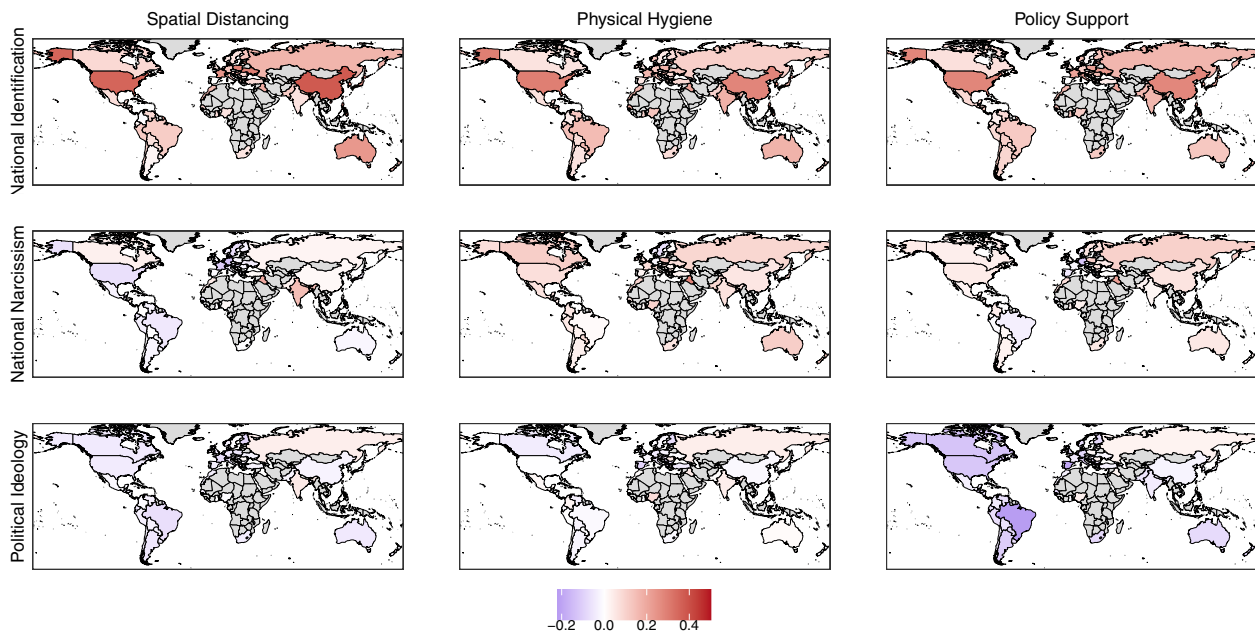 Spatial Distancing Physical Hygiene Policy Support
National Identification
National Narcissism
Political Ideology
−0.2 0.0 0.2 0.4